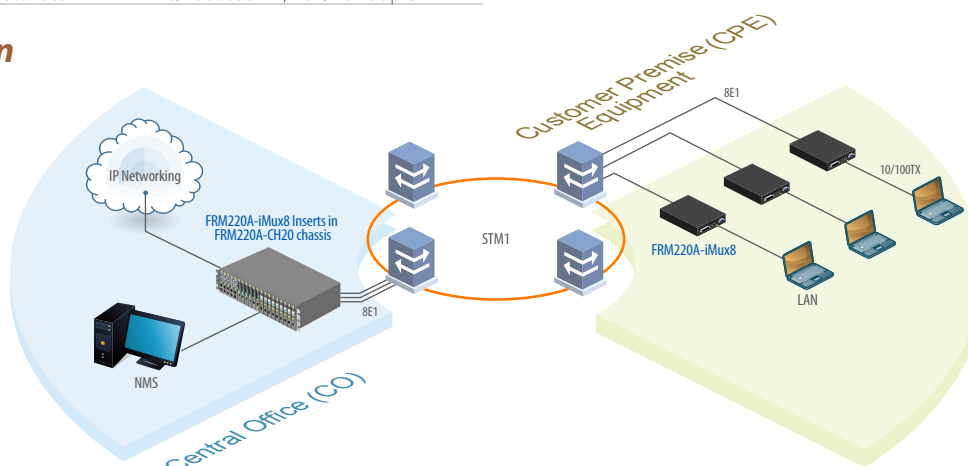 n
Customer Premise (CPE)
Equipment
8E1
10/100TX
IP Networking
FRM220A-iMux8 Inserts in
FRM220A-CH20 chassis
STM1
FRM220A-iMux8
LAN
8E1
NMS
Central Office (CO)